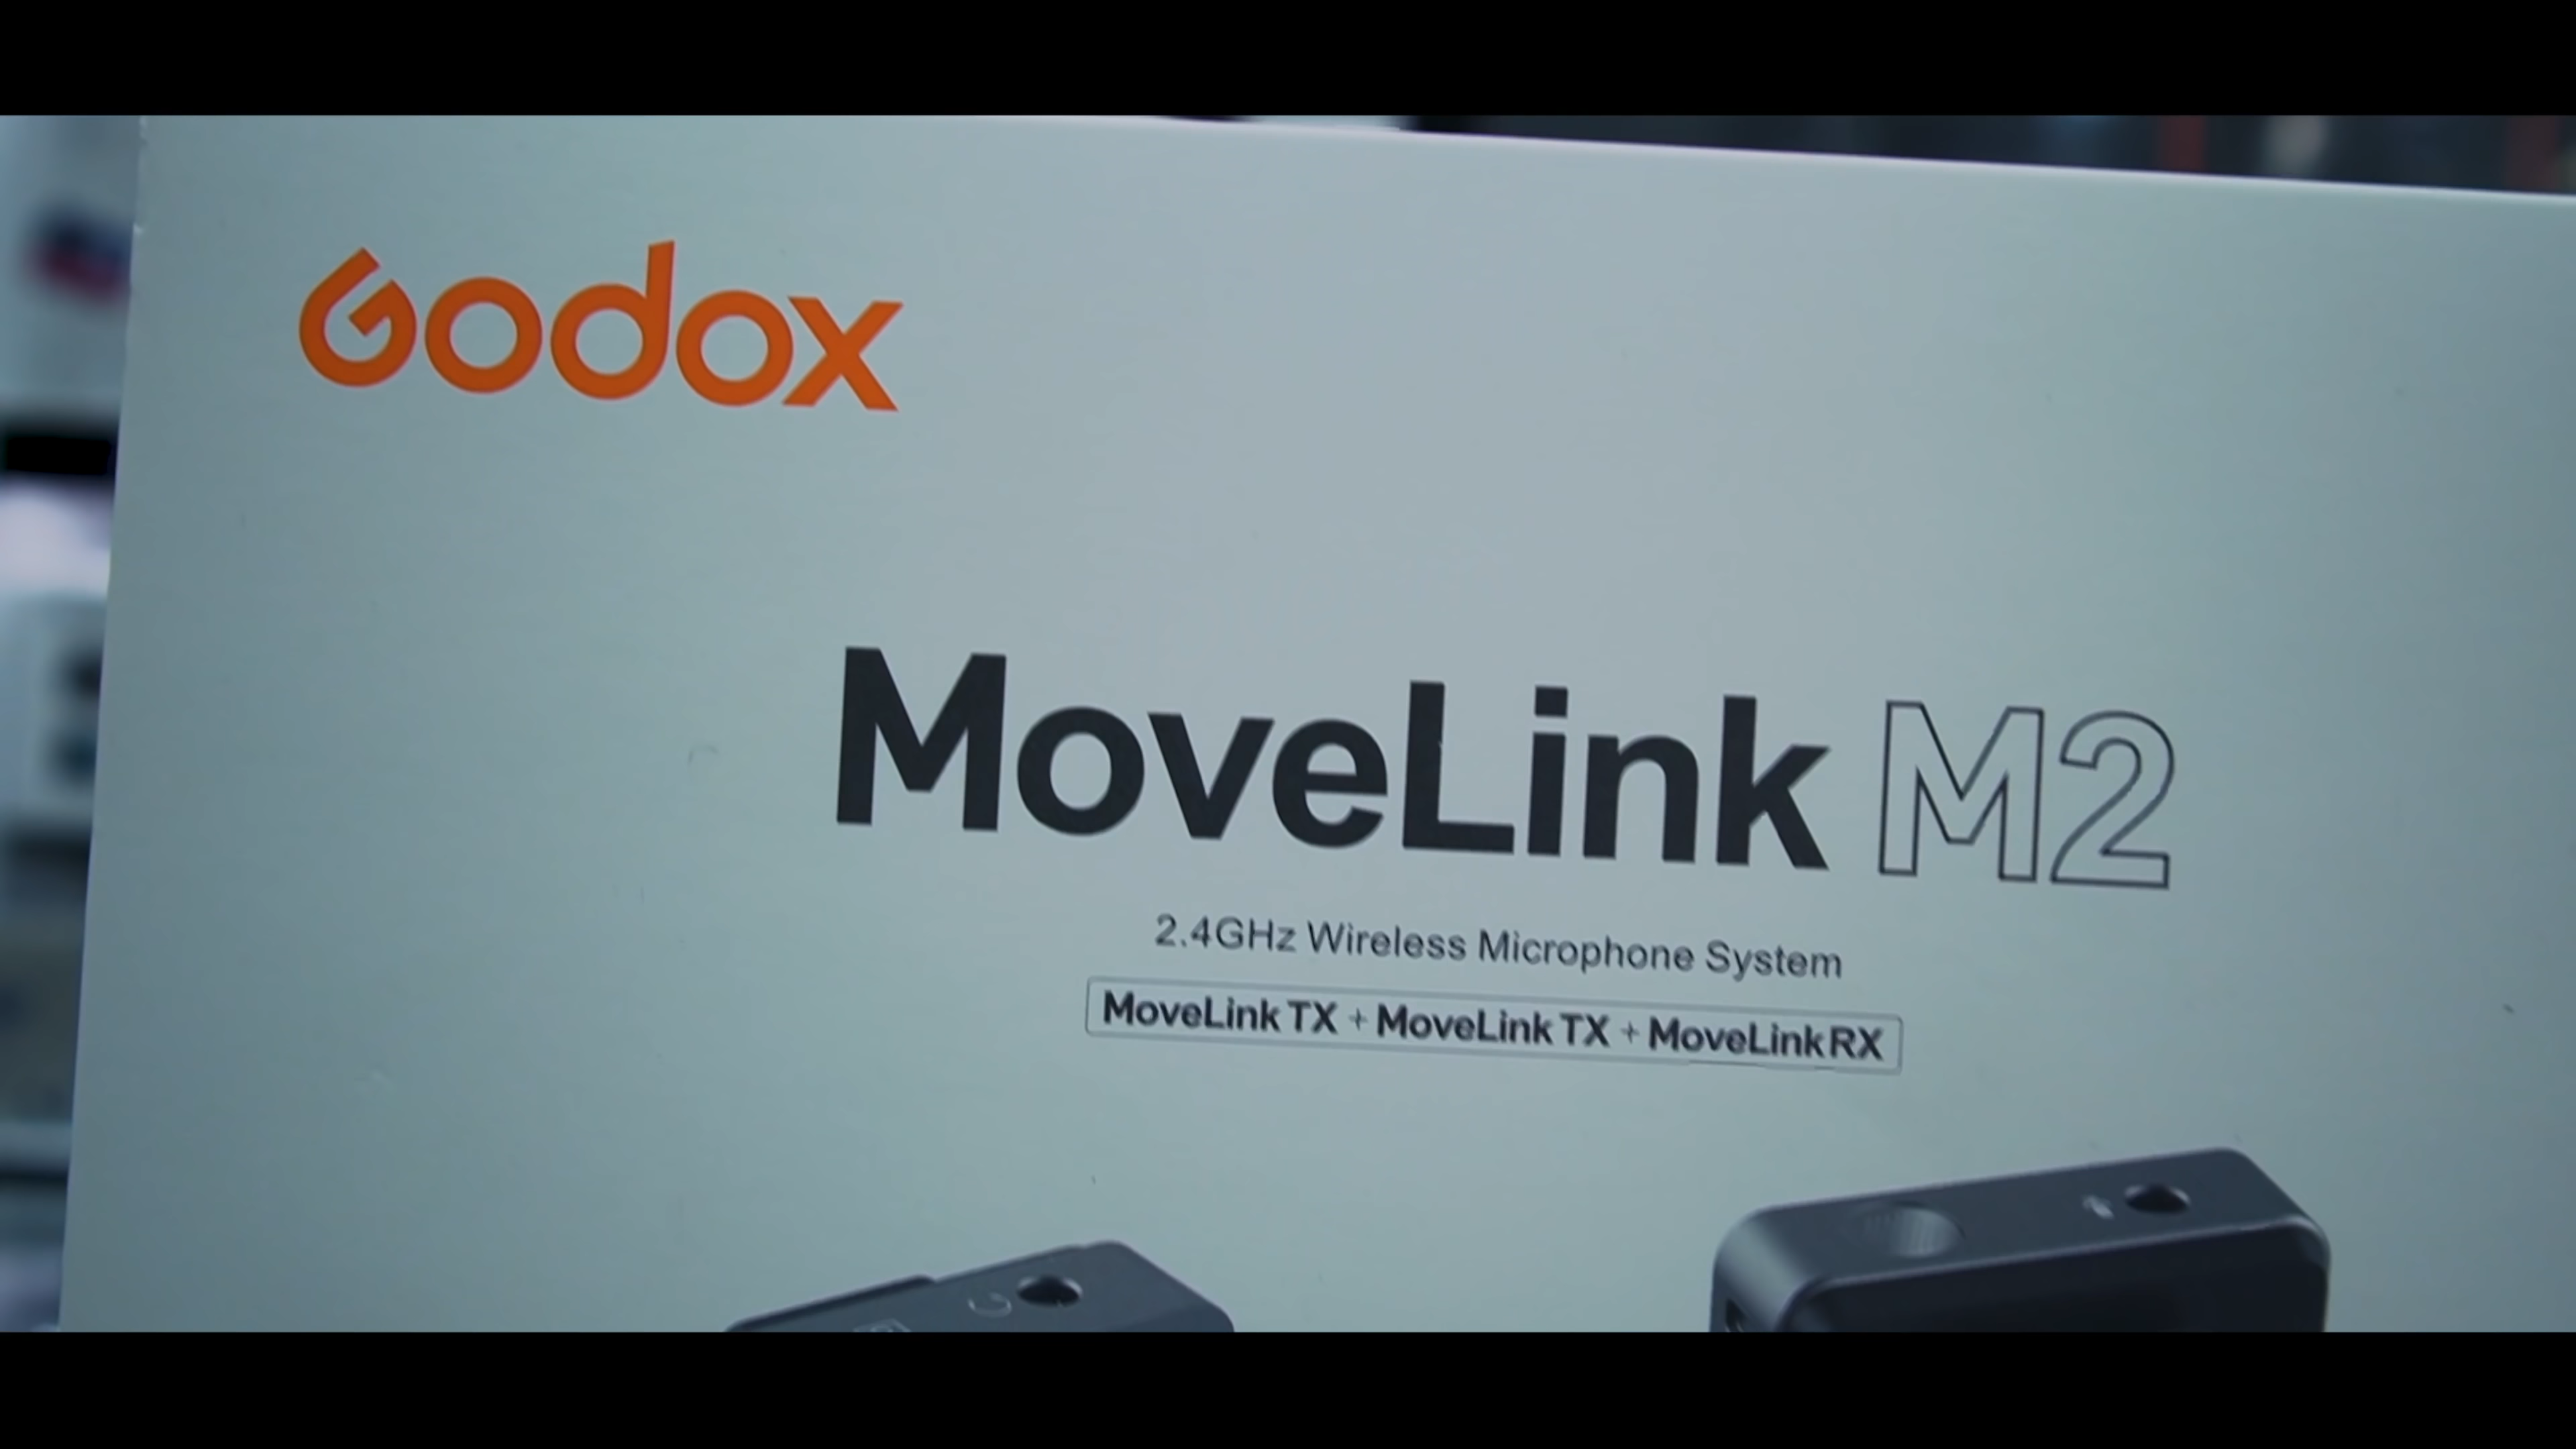 Godox
MoveLink M2
2.4GHz Wireless Microphone System
MoveLink TX + MoveLink TX + MoveLink RX